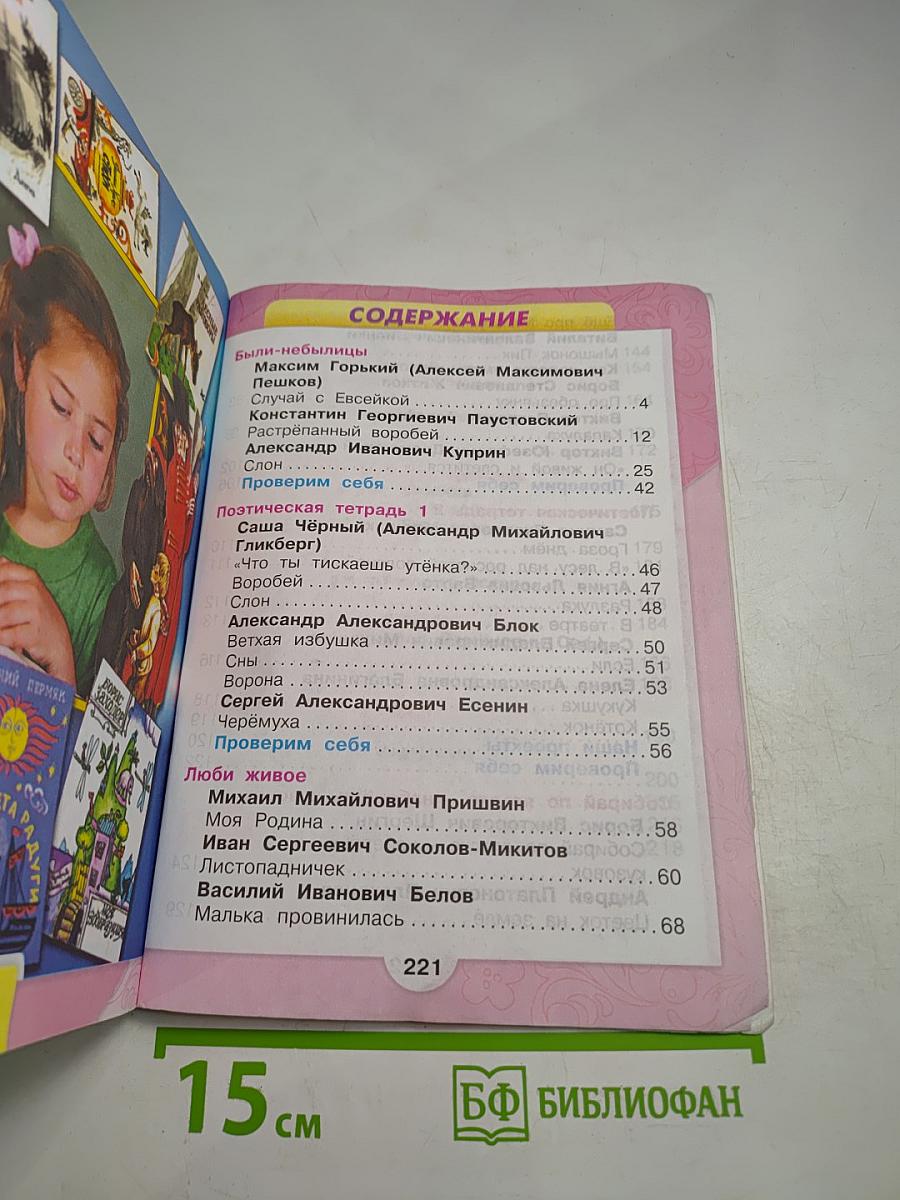 СОДЕРЖАНИЕ
Были-небылицы
Максим Горький (Алексей Максимович
Пешков)
Случай с Евсейкой ........................ 4
Константин Георгиевич Паустовский
Растрёпанный воробей ........................ 12
Александр Иванович Куприн
Слон ........................ 25
Проверим себя ........................ 42
Поэтическая тетрадь 1
Саша Чёрный (Александр Михайлович
Гликберг)
«Что ты тискаешь утёнка?» ........................ 46
Воробей ........................ 47
Слон ........................ 48
Александр Александрович Блок
Ветхая избушка ........................ 50
Сны ........................ 51
Ворона ........................ 53
Сергей Александрович Есенин
Черёмуха ........................ 55
Проверим себя ........................ 56
Люби живое
Михаил Михайлович Пришвин
Моя Родина ........................ 58
Иван Сергеевич Соколов-Микитов
Листопадничек ........................ 60
Василий Иванович Белов
Малька провинилась ........................ 68
221
ПЕРМЯК
БОРИС
ЗАХОДЕР
РАДУГИ
15 см
БФ БИБЛИОФАН